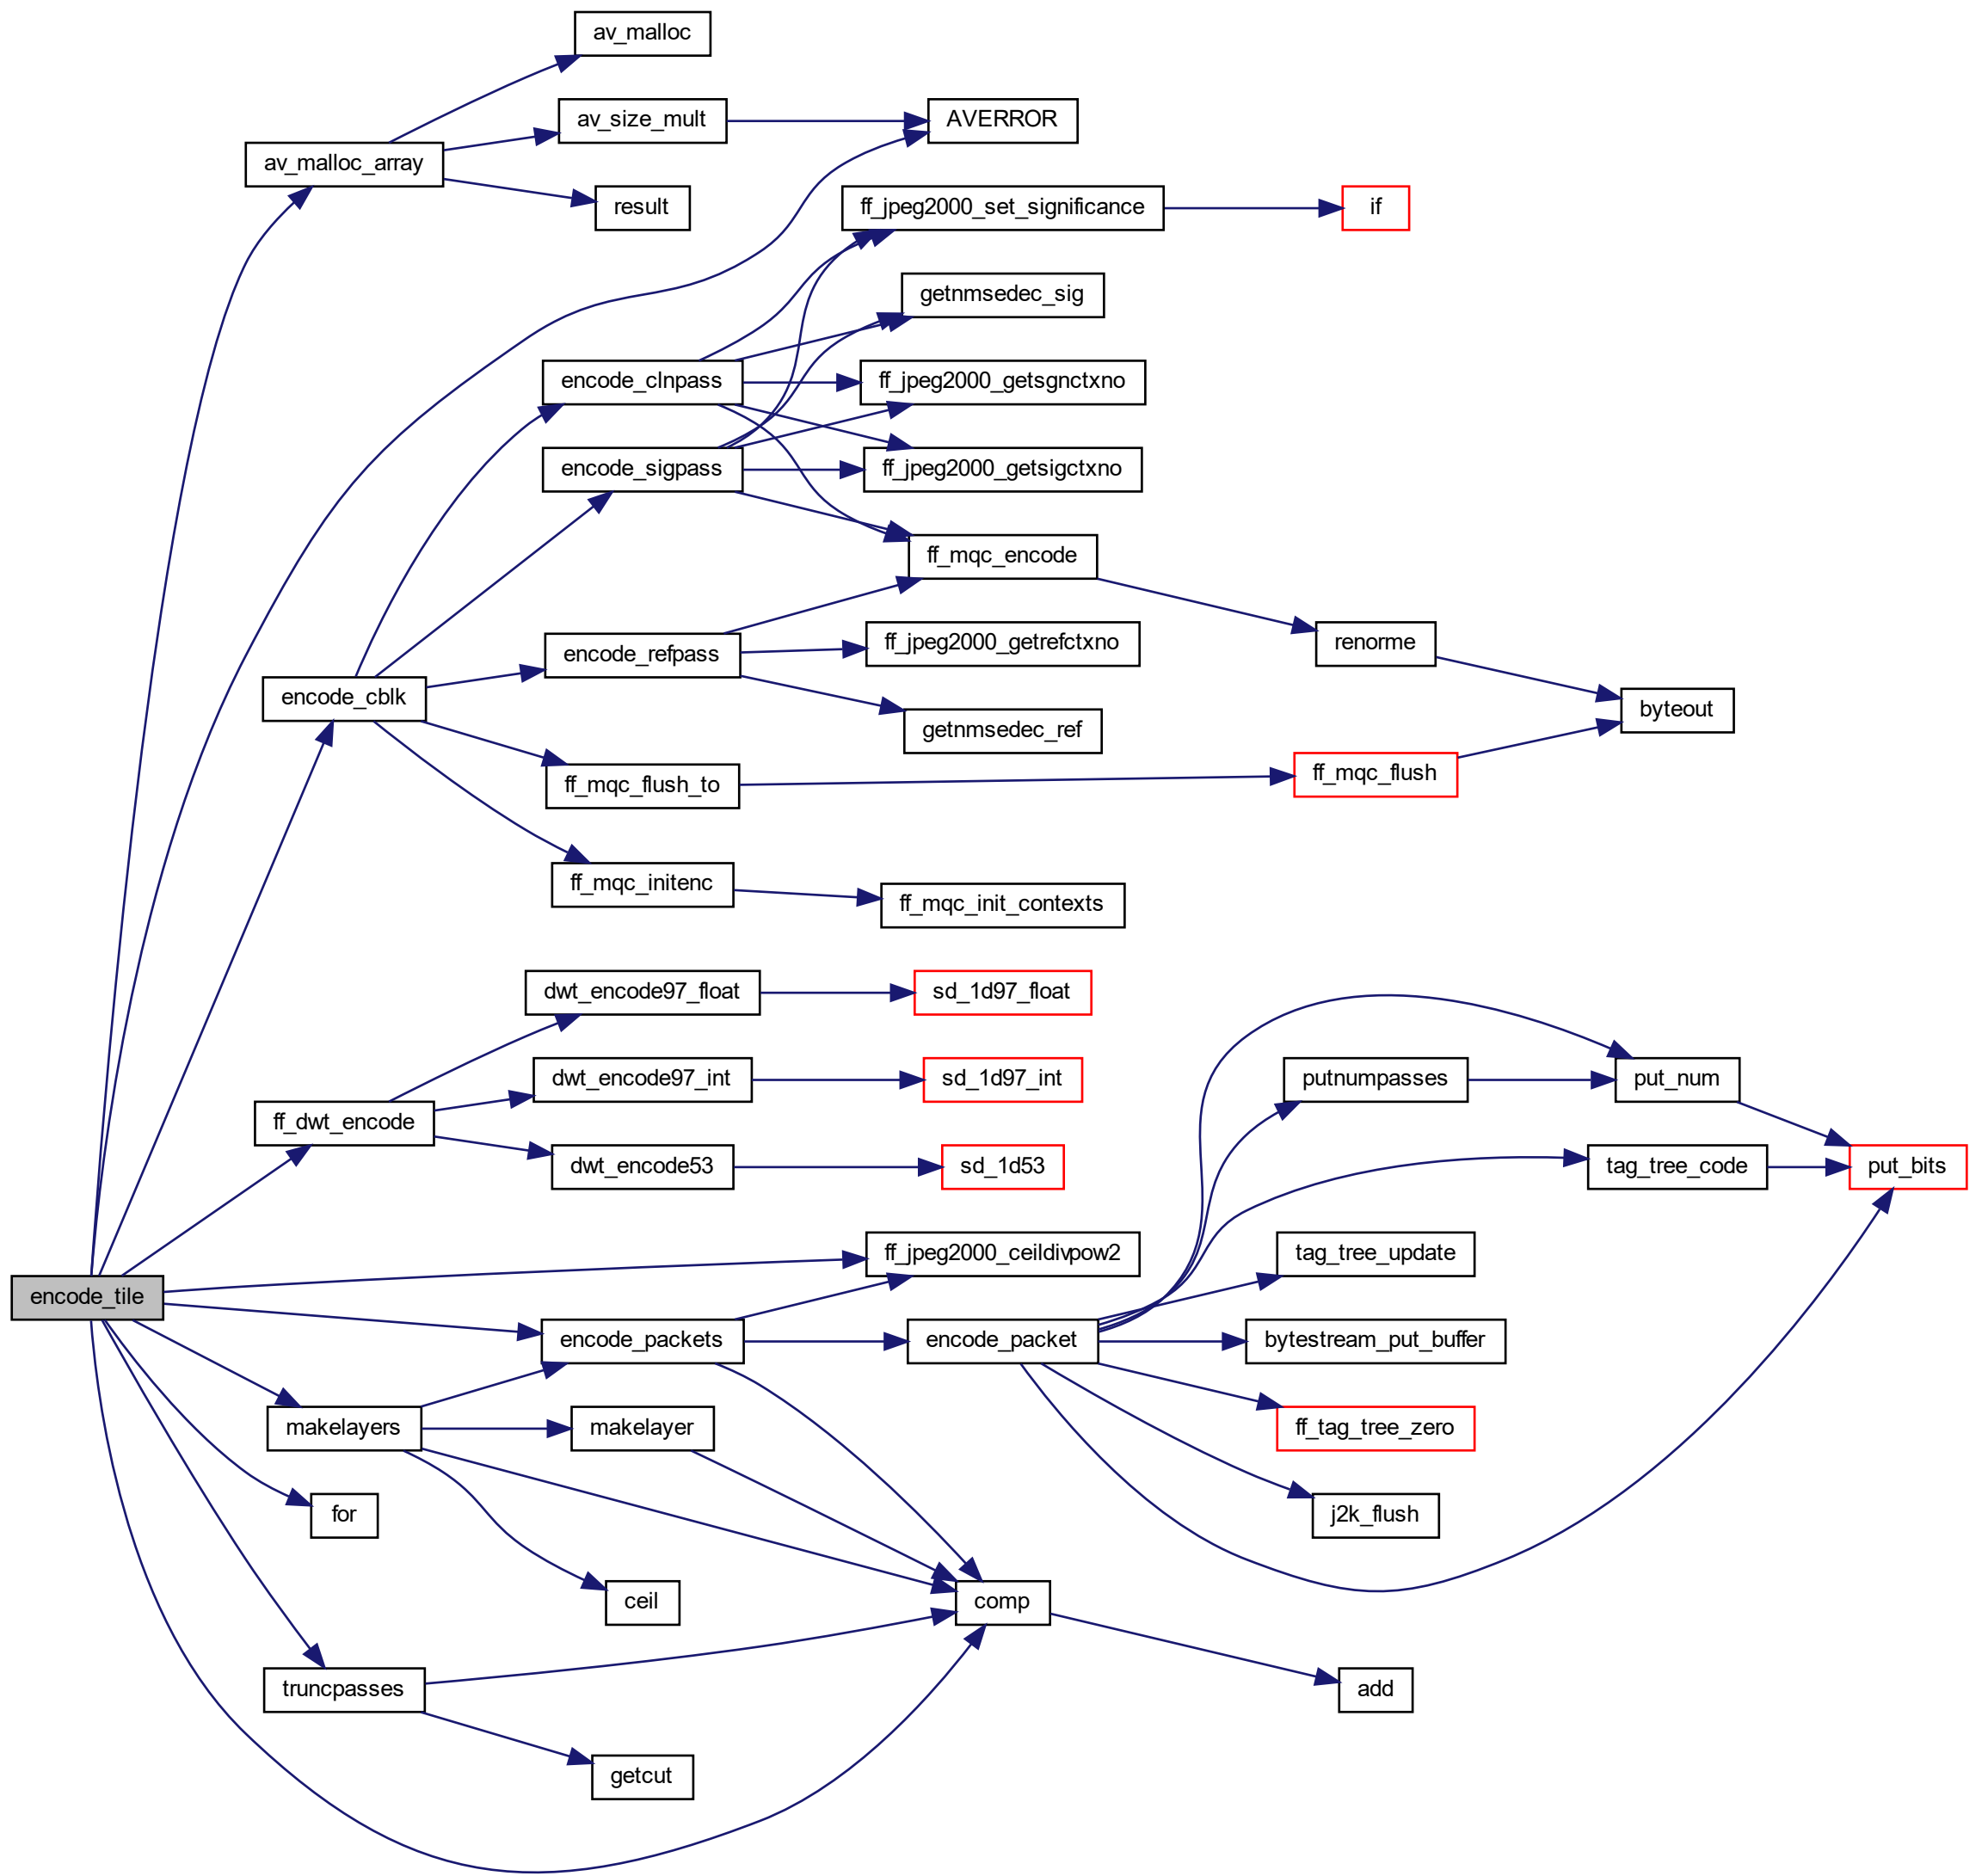 av_malloc
av_size_mult
AVERROR
av_malloc_array
result
ff_jpeg2000_set_significance
if
getnmsedec_sig
encode_clnpass
ff_jpeg2000_getsgnctxno
encode_sigpass
ff_jpeg2000_getsigctxno
ff_mqc_encode
encode_refpass
ff_jpeg2000_getrefctxno
renorme
encode_cblk
getnmsedec_ref
byteout
ff_mqc_flush_to
ff_mqc_flush
ff_mqc_initenc
ff_mqc_init_contexts
dwt_encode97_float
sd_1d97_float
dwt_encode97_int
sd_1d97_int
putnumpasses
put_num
ff_dwt_encode
dwt_encode53
sd_1d53
tag_tree_code
put_bits
ff_jpeg2000_ceildivpow2
tag_tree_update
encode_tile
encode_packets
encode_packet
bytestream_put_buffer
makelayers
makelayer
ff_tag_tree_zero
for
j2k_flush
ceil
comp
truncpasses
add
getcut